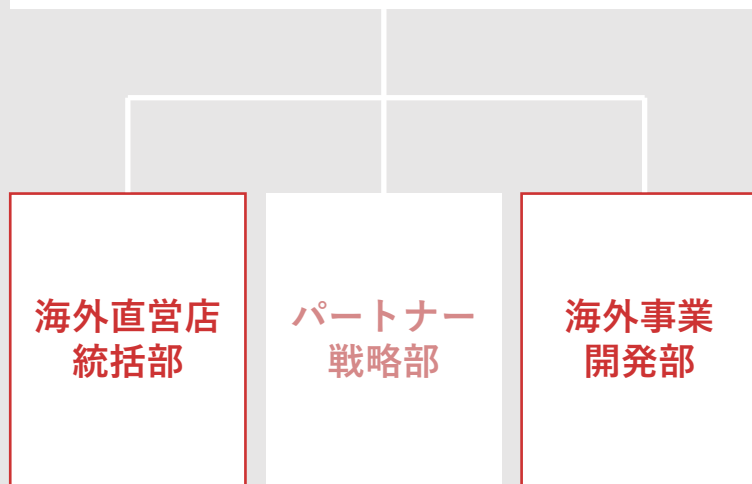 海外直営店
統括部
パートナー
戦略部
海外事業
開発部